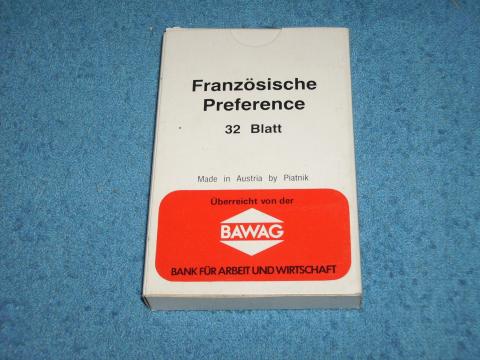 Französische
Preference
32 Blatt
Made in Austria by Piatnik
Überreicht von der
BAWAG
BANK FÜR ARBEIT UND WIRTSCHAFT